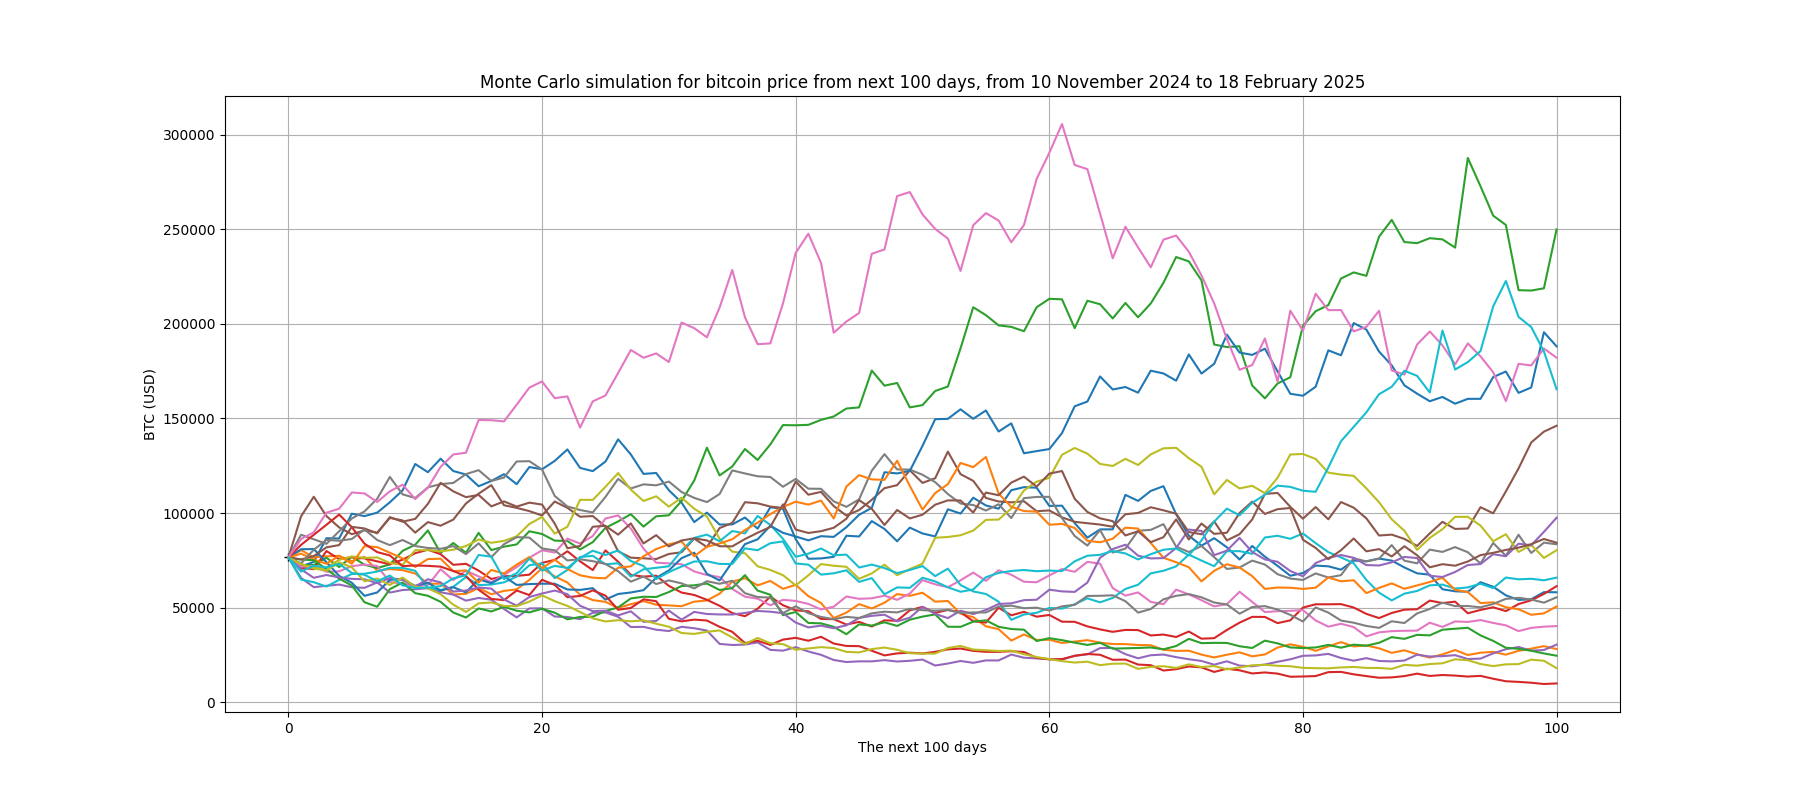 Monte Carlo simulation for bitcoin price from next 100 days, from 10 November 2024 to 18 February 2025
300000
250000
200000
150000
100000
50000
0
BTC (USD)
0 20 40 60 80 100
The next 100 days